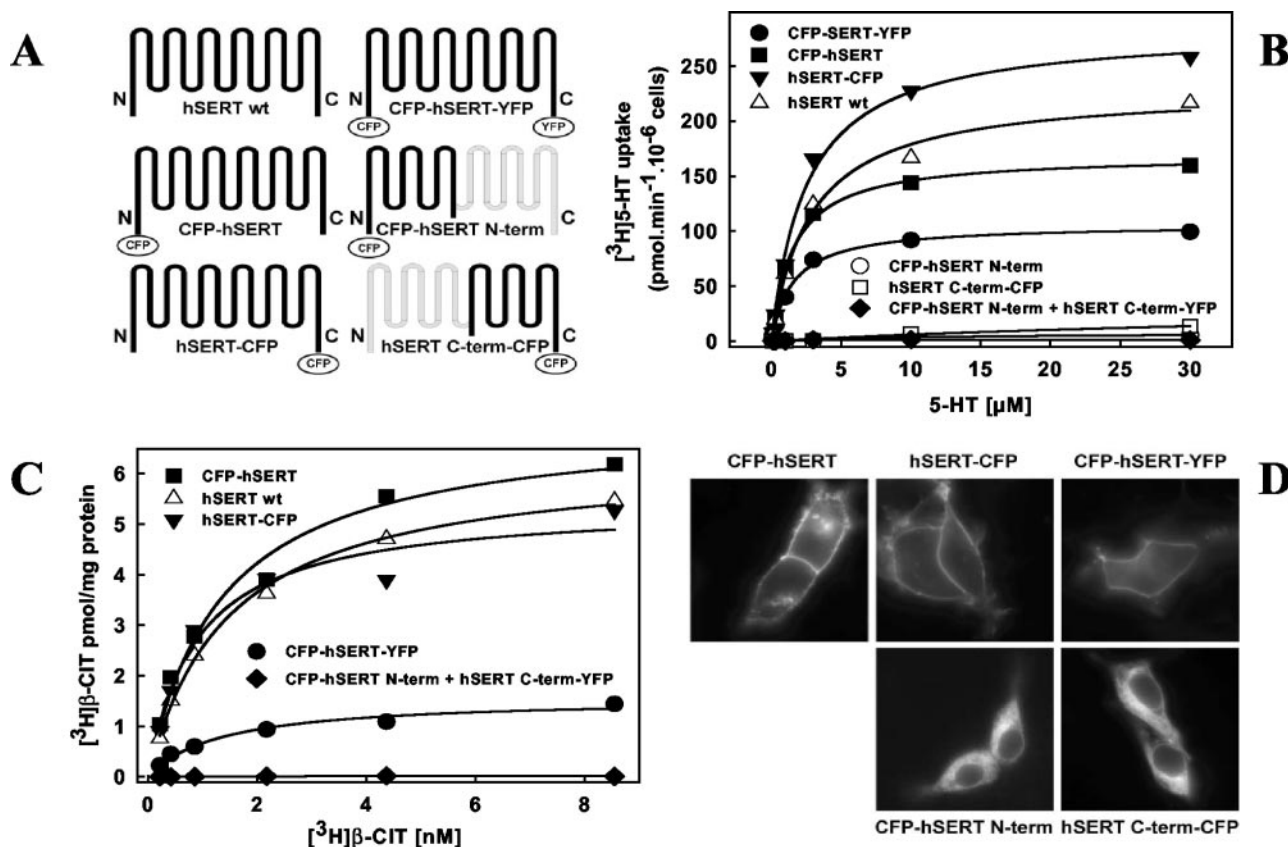 A
N
C
hSERT wt
N
C
CFP-hSERT-YFP
CFP
YFP
N
C
CFP-hSERT
CFP
N
C
CFP-hSERT N-term
CFP
N
C
hSERT-CFP
CFP
N
C
hSERT C-term-CFP
CFP
B
CFP-SERT-YFP
CFP-hSERT
hSERT-CFP
hSERT wt
[³H]5-HT uptake
(pmol.min⁻¹.10⁻⁶ cells)
250
200
150
100
50
0
CFP-hSERT N-term
hSERT C-term-CFP
CFP-hSERT N-term + hSERT C-term-YFP
0 5 10 15 20 25 30
5-HT [µM]
C
[³H]β-CIT pmol/mg protein
6
5
4
3
2
1
0
CFP-hSERT
hSERT wt
hSERT-CFP
CFP-hSERT-YFP
CFP-hSERT N-term + hSERT C-term-YFP
0 2 4 6 8
[³H]β-CIT [nM]
D
CFP-hSERT hSERT-CFP CFP-hSERT-YFP
CFP-hSERT N-term hSERT C-term-CFP